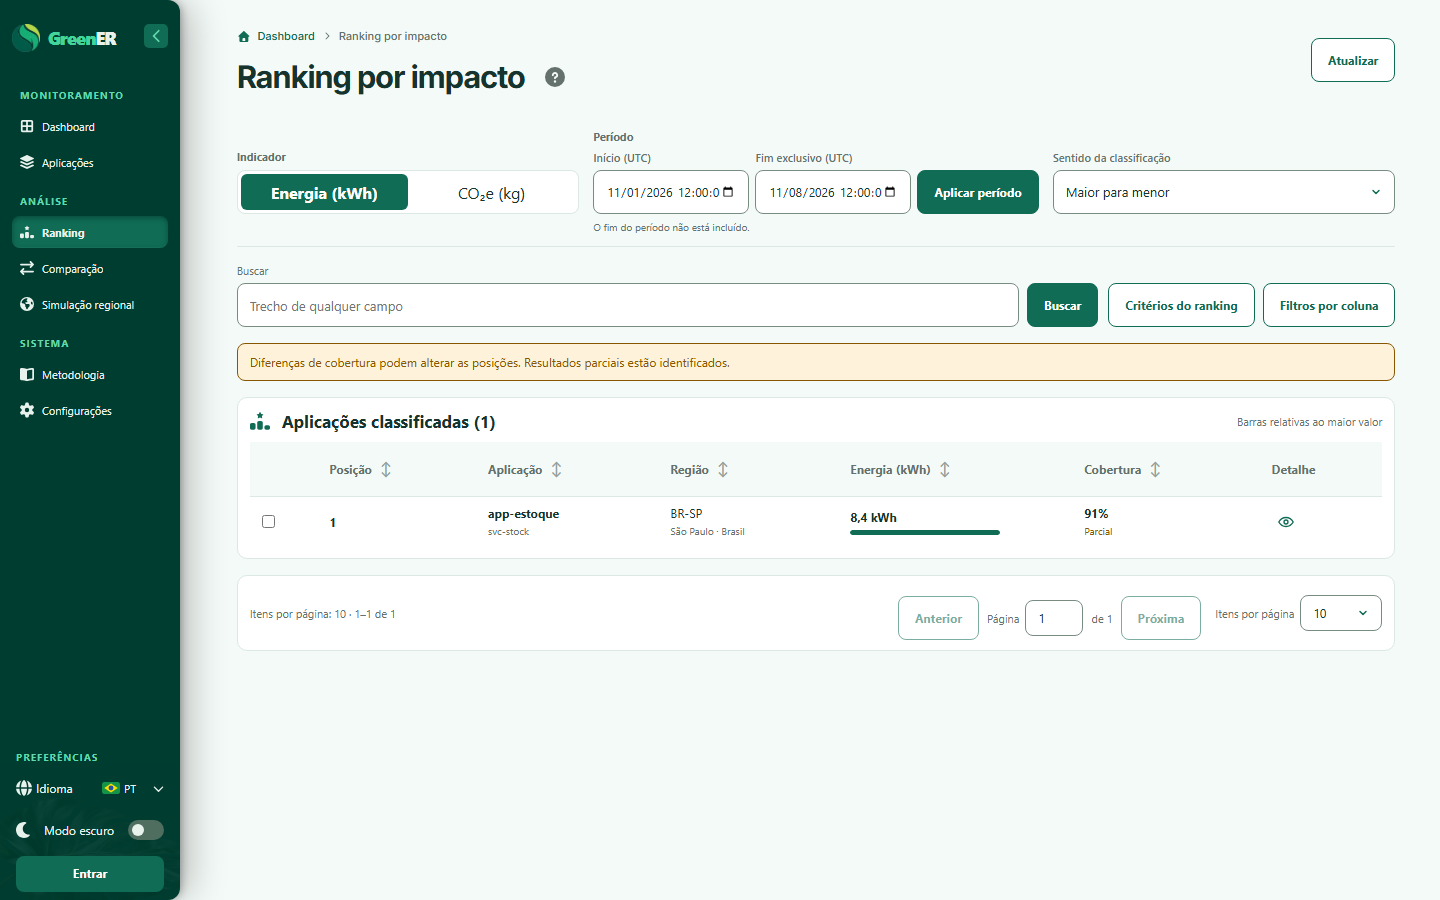 GreenER
MONITORAMENTO
Dashboard
Aplicações
ANÁLISE
Ranking
Comparação
Simulação regional
SISTEMA
Metodologia
Configurações
PREFERÊNCIAS
Idioma PT
Modo escuro
Entrar
Dashboard > Ranking por impacto
Ranking por impacto ?
Atualizar
Indicador
Energia (kWh) CO₂e (kg)
Período
Início (UTC) Fim exclusivo (UTC)
11/01/2026 12:00:0 11/08/2026 12:00:0 Aplicar período
O fim do período não está incluído.
Sentido da classificação
Maior para menor
Buscar
Trecho de qualquer campo Buscar Critérios do ranking Filtros por coluna
Diferenças de cobertura podem alterar as posições. Resultados parciais estão identificados.
Aplicações classificadas (1) Barras relativas ao maior valor
Posição Aplicação Região Energia (kWh) Cobertura Detalhe
1 app-estoque BR-SP 8,4 kWh 91%
svc-stock São Paulo · Brasil Parcial
Itens por página: 10 · 1–1 de 1 Anterior Página 1 de 1 Próxima Itens por página 10